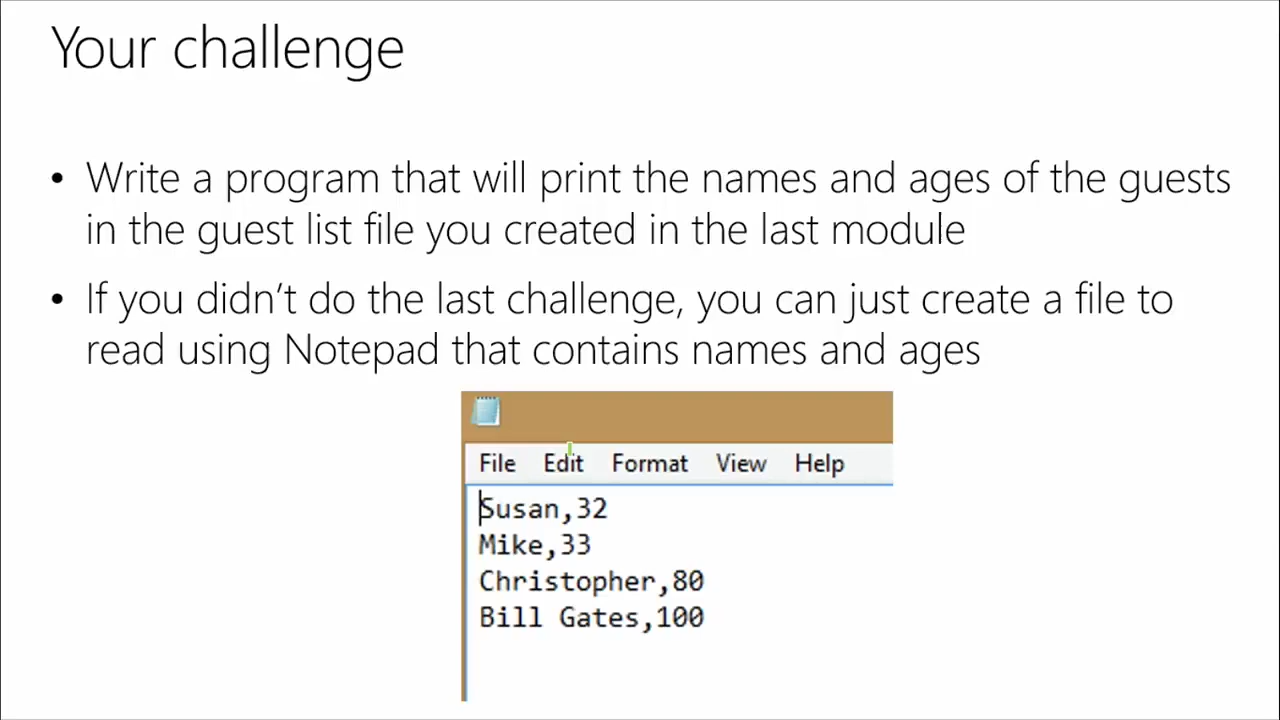 Your challenge
• Write a program that will print the names and ages of the guests
in the guest list file you created in the last module
• If you didn't do the last challenge, you can just create a file to
read using Notepad that contains names and ages
File Edit Format View Help
Susan,32
Mike,33
Christopher,80
Bill Gates,100